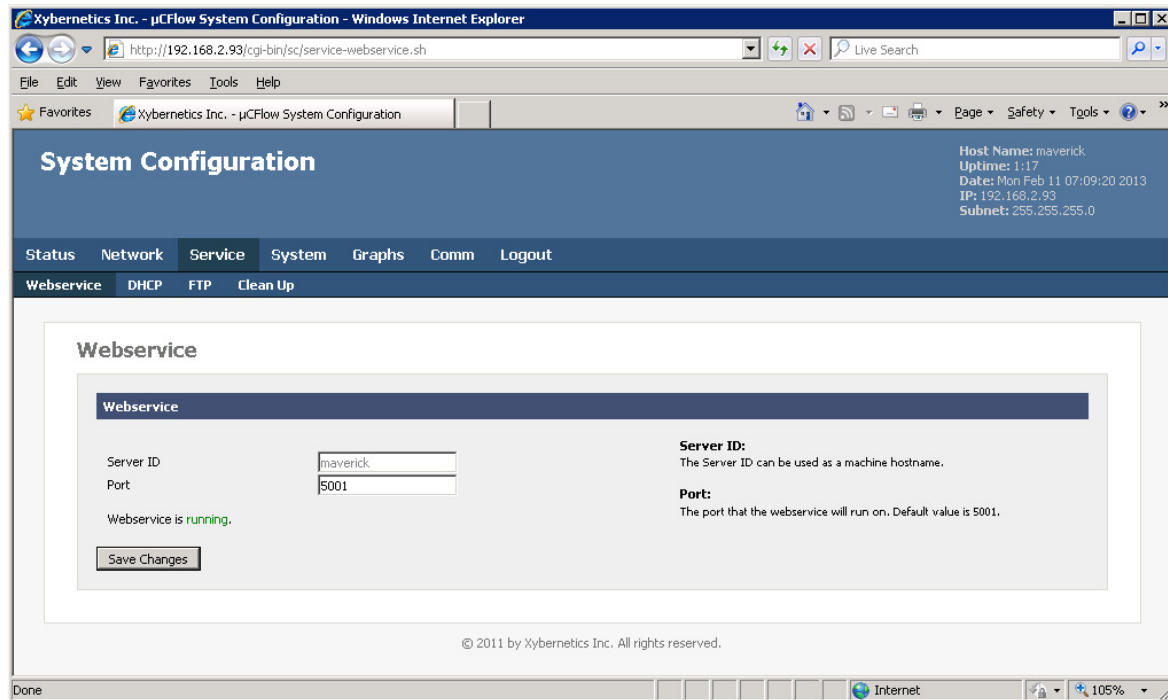 Xybernetics Inc. - µCFlow System Configuration - Windows Internet Explorer
http://192.168.2.93/cgi-bin/sc/service-webservice.sh
Live Search
File Edit View Favorites Tools Help
Favorites Xybernetics Inc. - µCFlow System Configuration Page Safety Tools »
System Configuration
Host Name: maverick
Uptime: 1:17
Date: Mon Feb 11 07:09:20 2013
IP: 192.168.2.93
Subnet: 255.255.255.0
Status Network Service System Graphs Comm Logout
Webservice DHCP FTP Clean Up
Webservice
Webservice
Server ID maverick
Port 5001
Webservice is running.
Save Changes
Server ID:
The Server ID can be used as a machine hostname.
Port:
The port that the webservice will run on. Default value is 5001.
© 2011 by Xybernetics Inc. All rights reserved.
Done Internet 105%